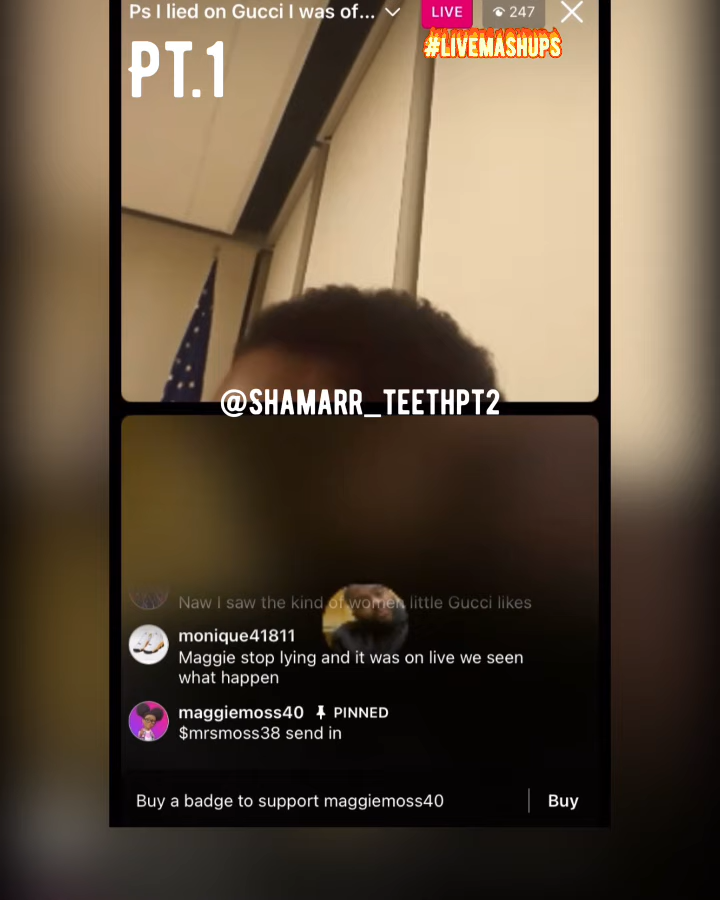 Ps I lied on Gucci I was of...
LIVE
247
#LIVEMASHUPS
PT.1
@SHAMARR_TEETHPT2
Naw I saw the kind of women little Gucci likes
monique41811
Maggie stop lying and it was on live we seen
what happen
maggiemoss40 PINNED
$mrsmoss38 send in
Buy a badge to support maggiemoss40
Buy